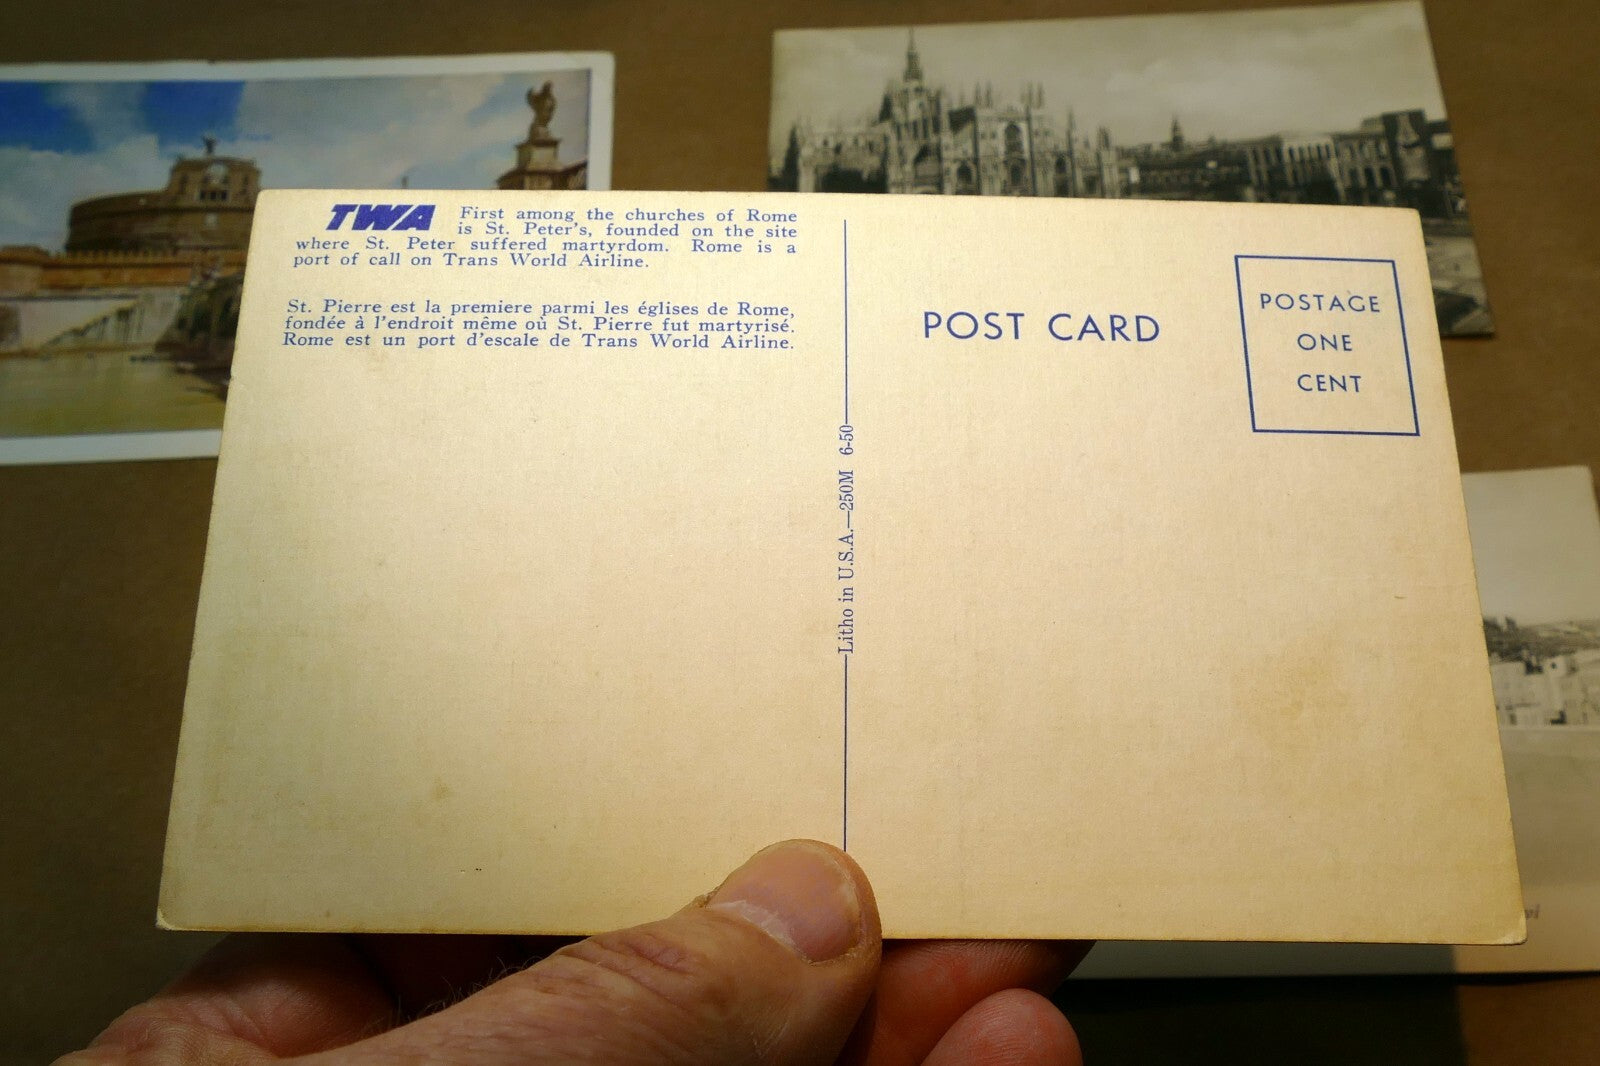 TWA First among the churches of Rome
is St. Peter's, founded on the site
where St. Peter suffered martyrdom. Rome is a
port of call on Trans World Airline.
St. Pierre est la premiere parmi les églises de Rome,
fondée à l'endroit même où St. Pierre fut martyrisé.
Rome est un port d'escale de Trans World Airline.
Litho in U.S.A.—250M 6-50
POST CARD
POSTAGE
ONE
CENT